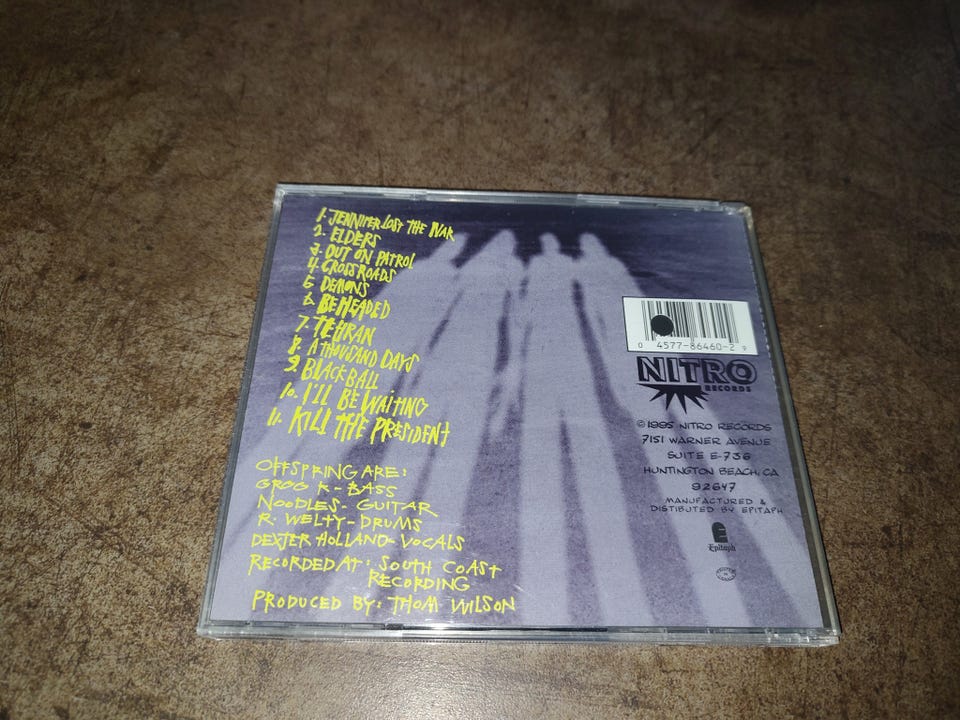 1. JENNIFER LOST THE WAR
2. ELDERS
3. OUT ON PATROL
4. CROSSROADS
5 DEMONS
6 BEHEADED
7. TEHRAN
8. A THOUSAND DAYS
9. BLACKBALL
10. I'LL BE WAITING
11. KILL THE PRESIDENT
OFFSPRING ARE:
GREG K - BASS
NOODLES - GUITAR
R. WELTY - DRUMS
DEXTER HOLLAND - VOCALS
RECORDED AT: SOUTH COAST
RECORDING
PRODUCED BY: THOM WILSON
0 4577-86460-2 9
NITRO
RECORDS
©1995 NITRO RECORDS
7151 WARNER AVENUE
SUITE E-736
HUNTINGTON BEACH, CA
92647
MANUFACTURED &
DISTIBUTED BY EPITAPH
Epitaph